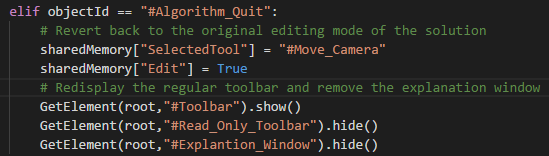 elif objectId == "#Algorithm_Quit":
# Revert back to the original editing mode of the solution
sharedMemory["SelectedTool"] = "#Move_Camera"
sharedMemory["Edit"] = True
# Redisplay the regular toolbar and remove the explanation window
GetElement(root,"#Toolbar").show()
GetElement(root,"#Read_Only_Toolbar").hide()
GetElement(root,"#Explantion_Window").hide()